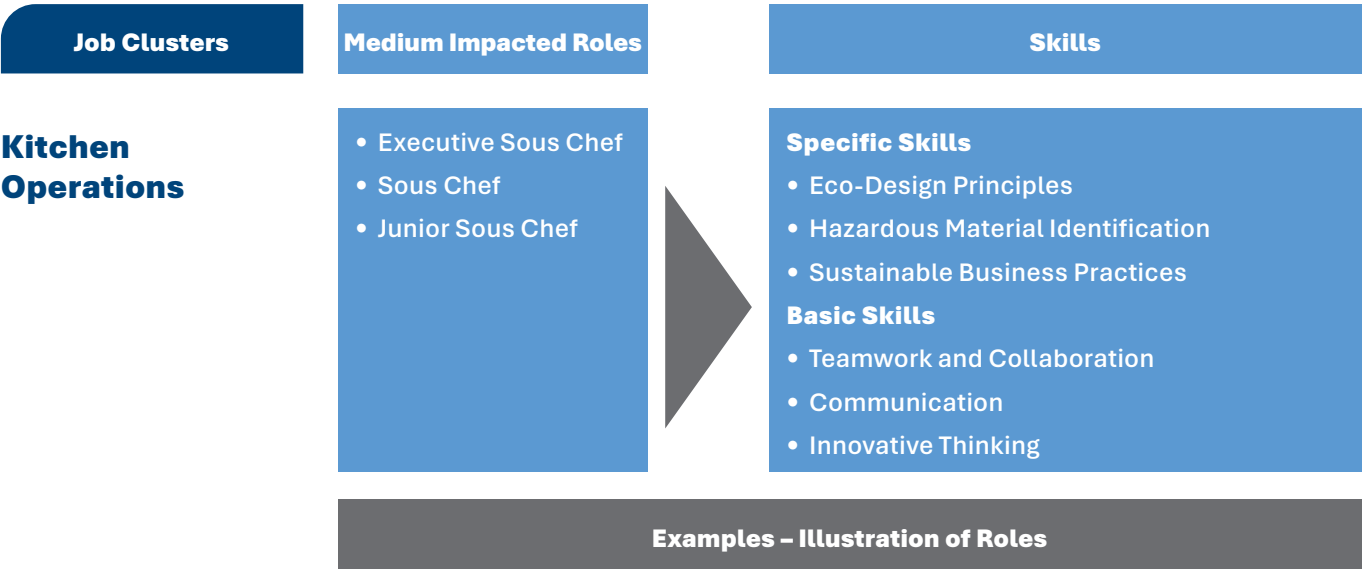 Job Clusters
Medium Impacted Roles
Skills
Kitchen
Operations
• Executive Sous Chef
• Sous Chef
• Junior Sous Chef
Specific Skills
• Eco-Design Principles
• Hazardous Material Identification
• Sustainable Business Practices
Basic Skills
• Teamwork and Collaboration
• Communication
• Innovative Thinking
Examples – Illustration of Roles